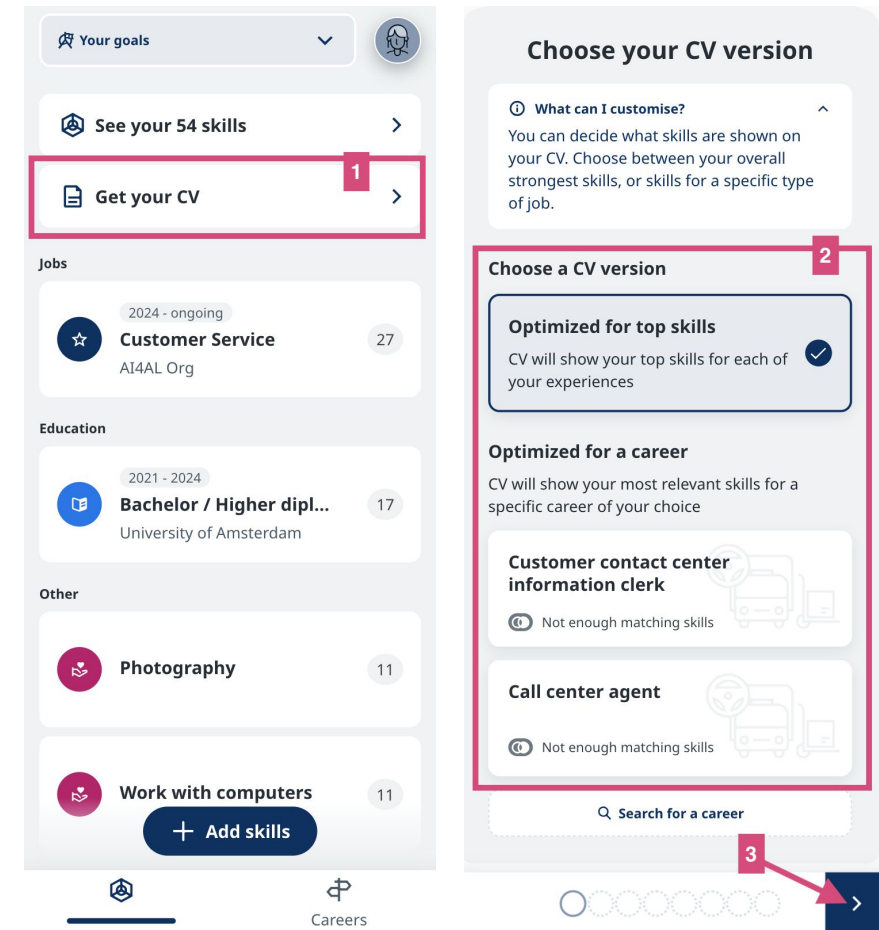 Your goals
See your 54 skills
1
Get your CV
Jobs
2024 - ongoing
Customer Service
27
AI4AL Org
Education
2021 - 2024
Bachelor / Higher dipl...
17
University of Amsterdam
Other
Photography
11
Work with computers
11
+ Add skills
Careers
Choose your CV version
What can I customise?
You can decide what skills are shown on
your CV. Choose between your overall
strongest skills, or skills for a specific type
of job.
2
Choose a CV version
Optimized for top skills
CV will show your top skills for each of
your experiences
Optimized for a career
CV will show your most relevant skills for a
specific career of your choice
Customer contact center
information clerk
Not enough matching skills
Call center agent
Not enough matching skills
Search for a career
3